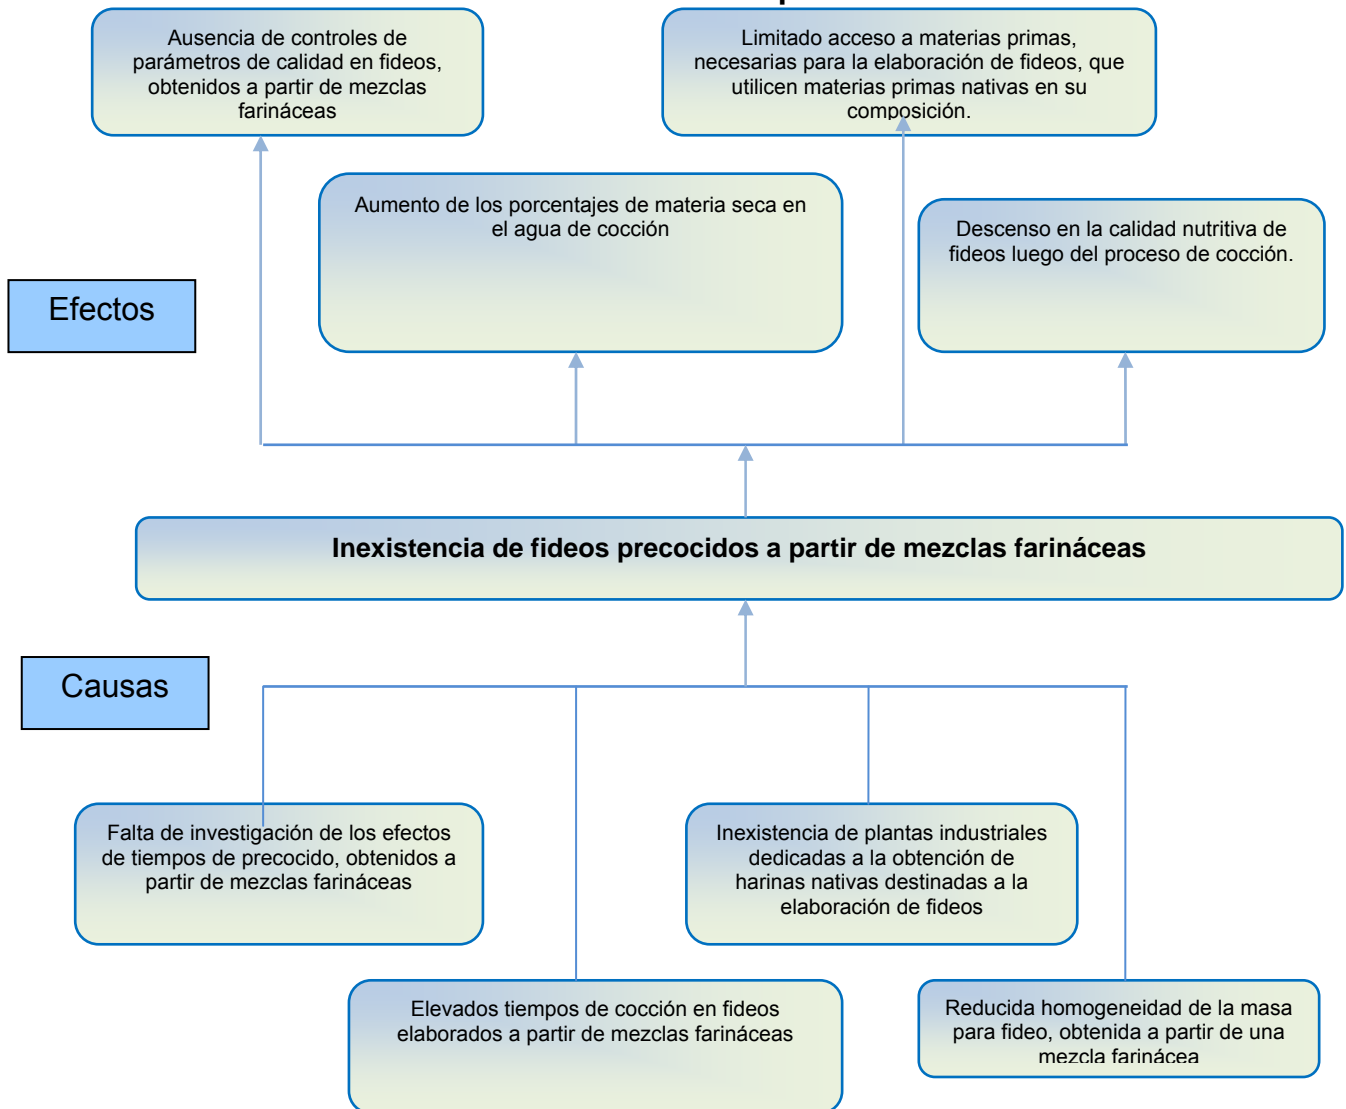 Ausencia de controles de
parámetros de calidad en fideos,
obtenidos a partir de mezclas
farináceas
Limitado acceso a materias primas,
necesarias para la elaboración de fideos, que
utilicen materias primas nativas en su
composición.
Aumento de los porcentajes de materia seca en
el agua de cocción
Descenso en la calidad nutritiva de
fideos luego del proceso de cocción.
Efectos
Inexistencia de fideos precocidos a partir de mezclas farináceas
Causas
Falta de investigación de los efectos
de tiempos de precocido, obtenidos a
partir de mezclas farináceas
Inexistencia de plantas industriales
dedicadas a la obtención de
harinas nativas destinadas a la
elaboración de fideos
Elevados tiempos de cocción en fideos
elaborados a partir de mezclas farináceas
Reducida homogeneidad de la masa
para fideo, obtenida a partir de una
mezcla farinácea